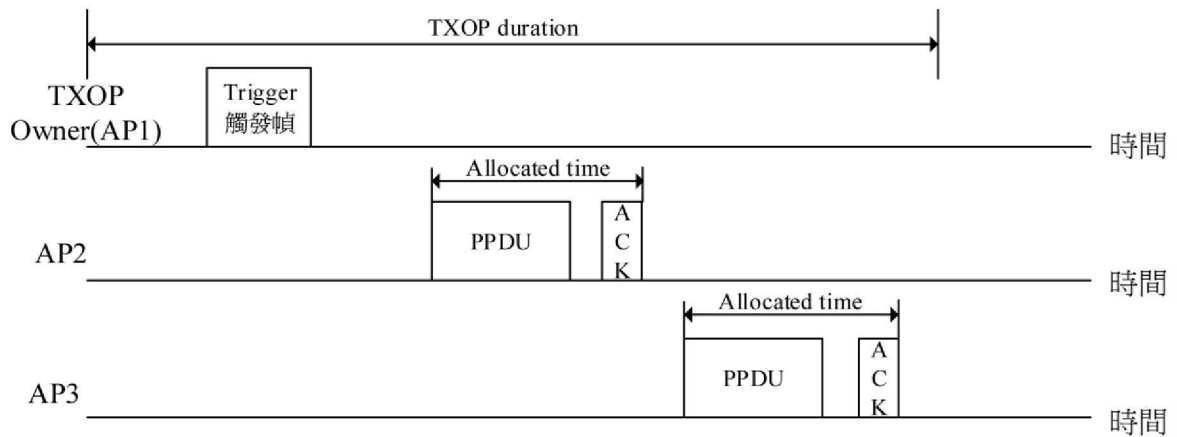 TXOP duration
TXOP
Owner(AP1)
Trigger
觸發幀
時間
Allocated time
AP2
PPDU
A
C
K
時間
Allocated time
AP3
PPDU
A
C
K
時間